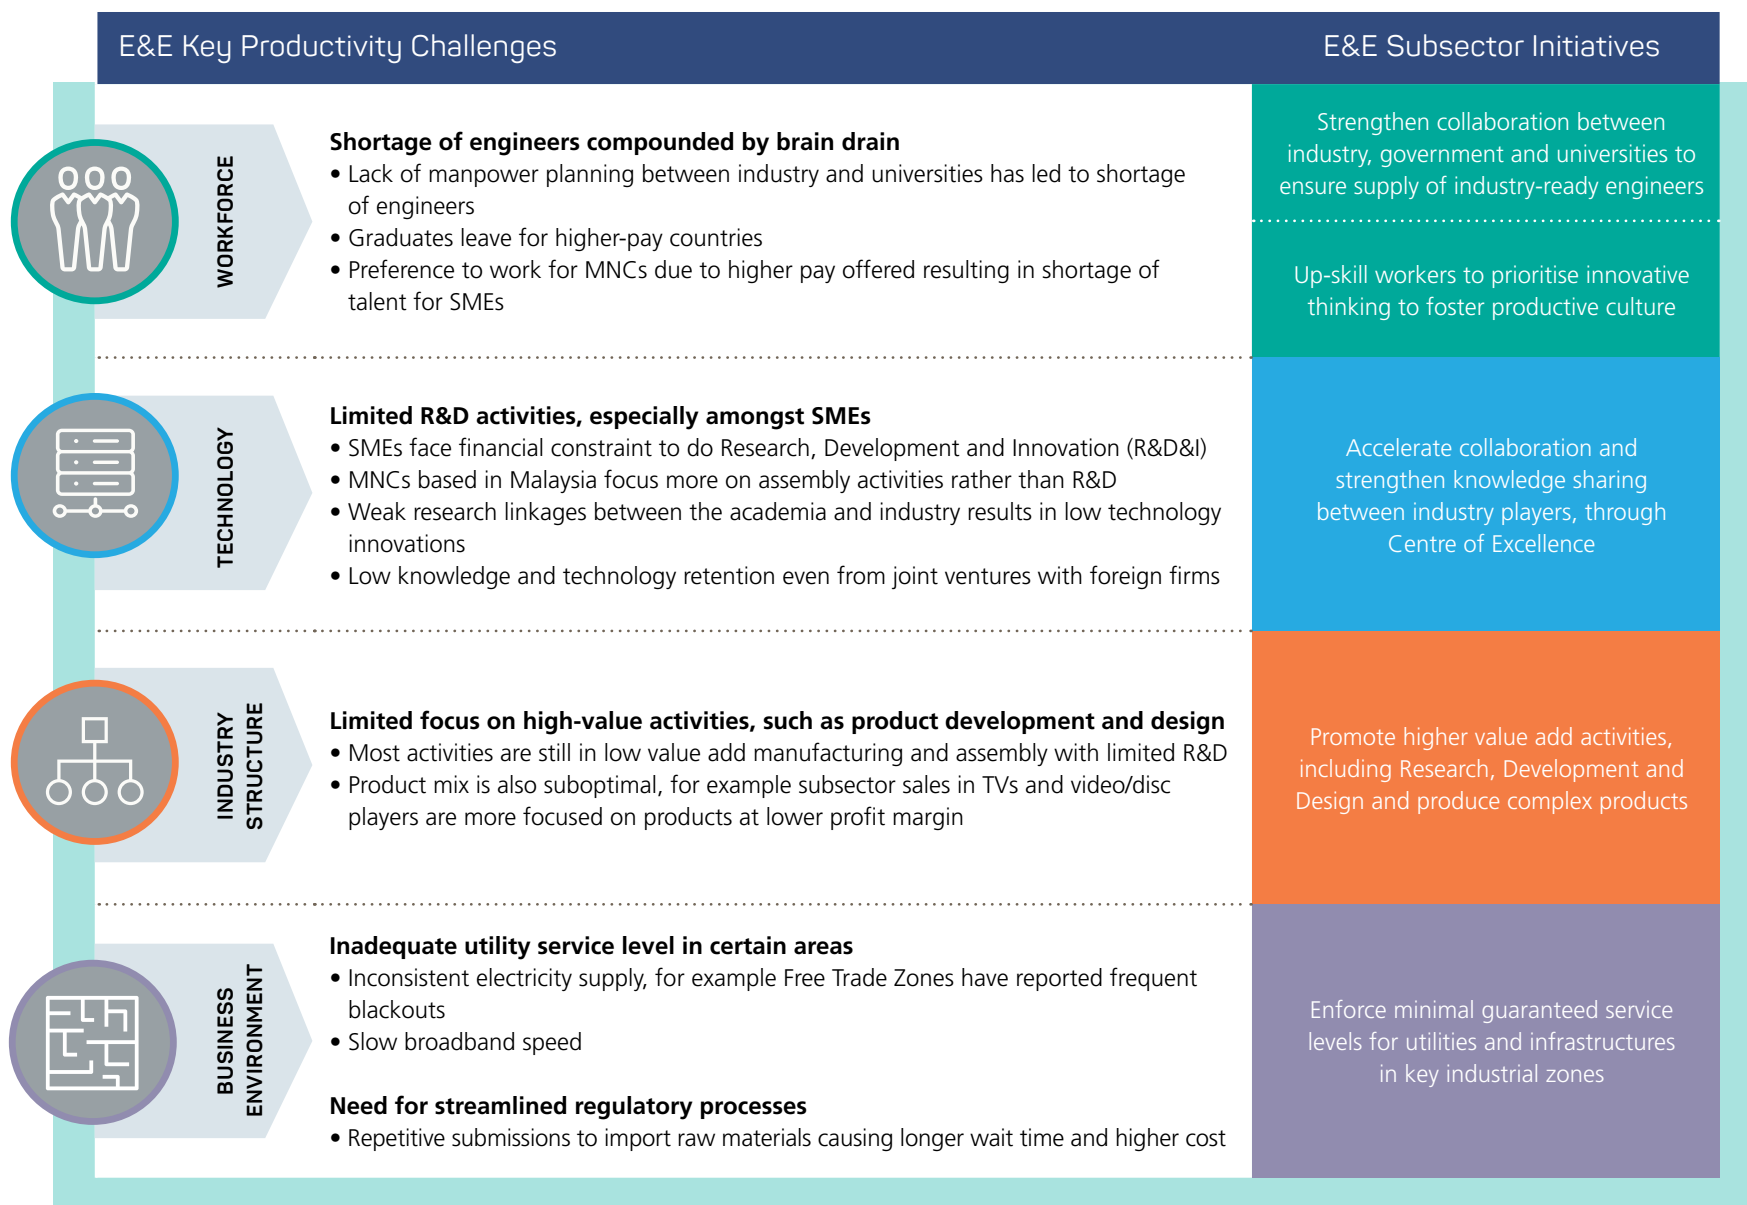 E&E Key Productivity Challenges
E&E Subsector Initiatives
WORKFORCE
Shortage of engineers compounded by brain drain
• Lack of manpower planning between industry and universities has led to shortage
of engineers
• Graduates leave for higher-pay countries
• Preference to work for MNCs due to higher pay offered resulting in shortage of
talent for SMEs
Strengthen collaboration between
industry, government and universities to
ensure supply of industry-ready engineers
Up-skill workers to prioritise innovative
thinking to foster productive culture
TECHNOLOGY
Limited R&D activities, especially amongst SMEs
• SMEs face financial constraint to do Research, Development and Innovation (R&D&I)
• MNCs based in Malaysia focus more on assembly activities rather than R&D
• Weak research linkages between the academia and industry results in low technology
innovations
• Low knowledge and technology retention even from joint ventures with foreign firms
Accelerate collaboration and
strengthen knowledge sharing
between industry players, through
Centre of Excellence
INDUSTRY
STRUCTURE
Limited focus on high-value activities, such as product development and design
• Most activities are still in low value add manufacturing and assembly with limited R&D
• Product mix is also suboptimal, for example subsector sales in TVs and video/disc
players are more focused on products at lower profit margin
Promote higher value add activities,
including Research, Development and
Design and produce complex products
BUSINESS
ENVIRONMENT
Inadequate utility service level in certain areas
• Inconsistent electricity supply, for example Free Trade Zones have reported frequent
blackouts
• Slow broadband speed
Need for streamlined regulatory processes
• Repetitive submissions to import raw materials causing longer wait time and higher cost
Enforce minimal guaranteed service
levels for utilities and infrastructures
in key industrial zones